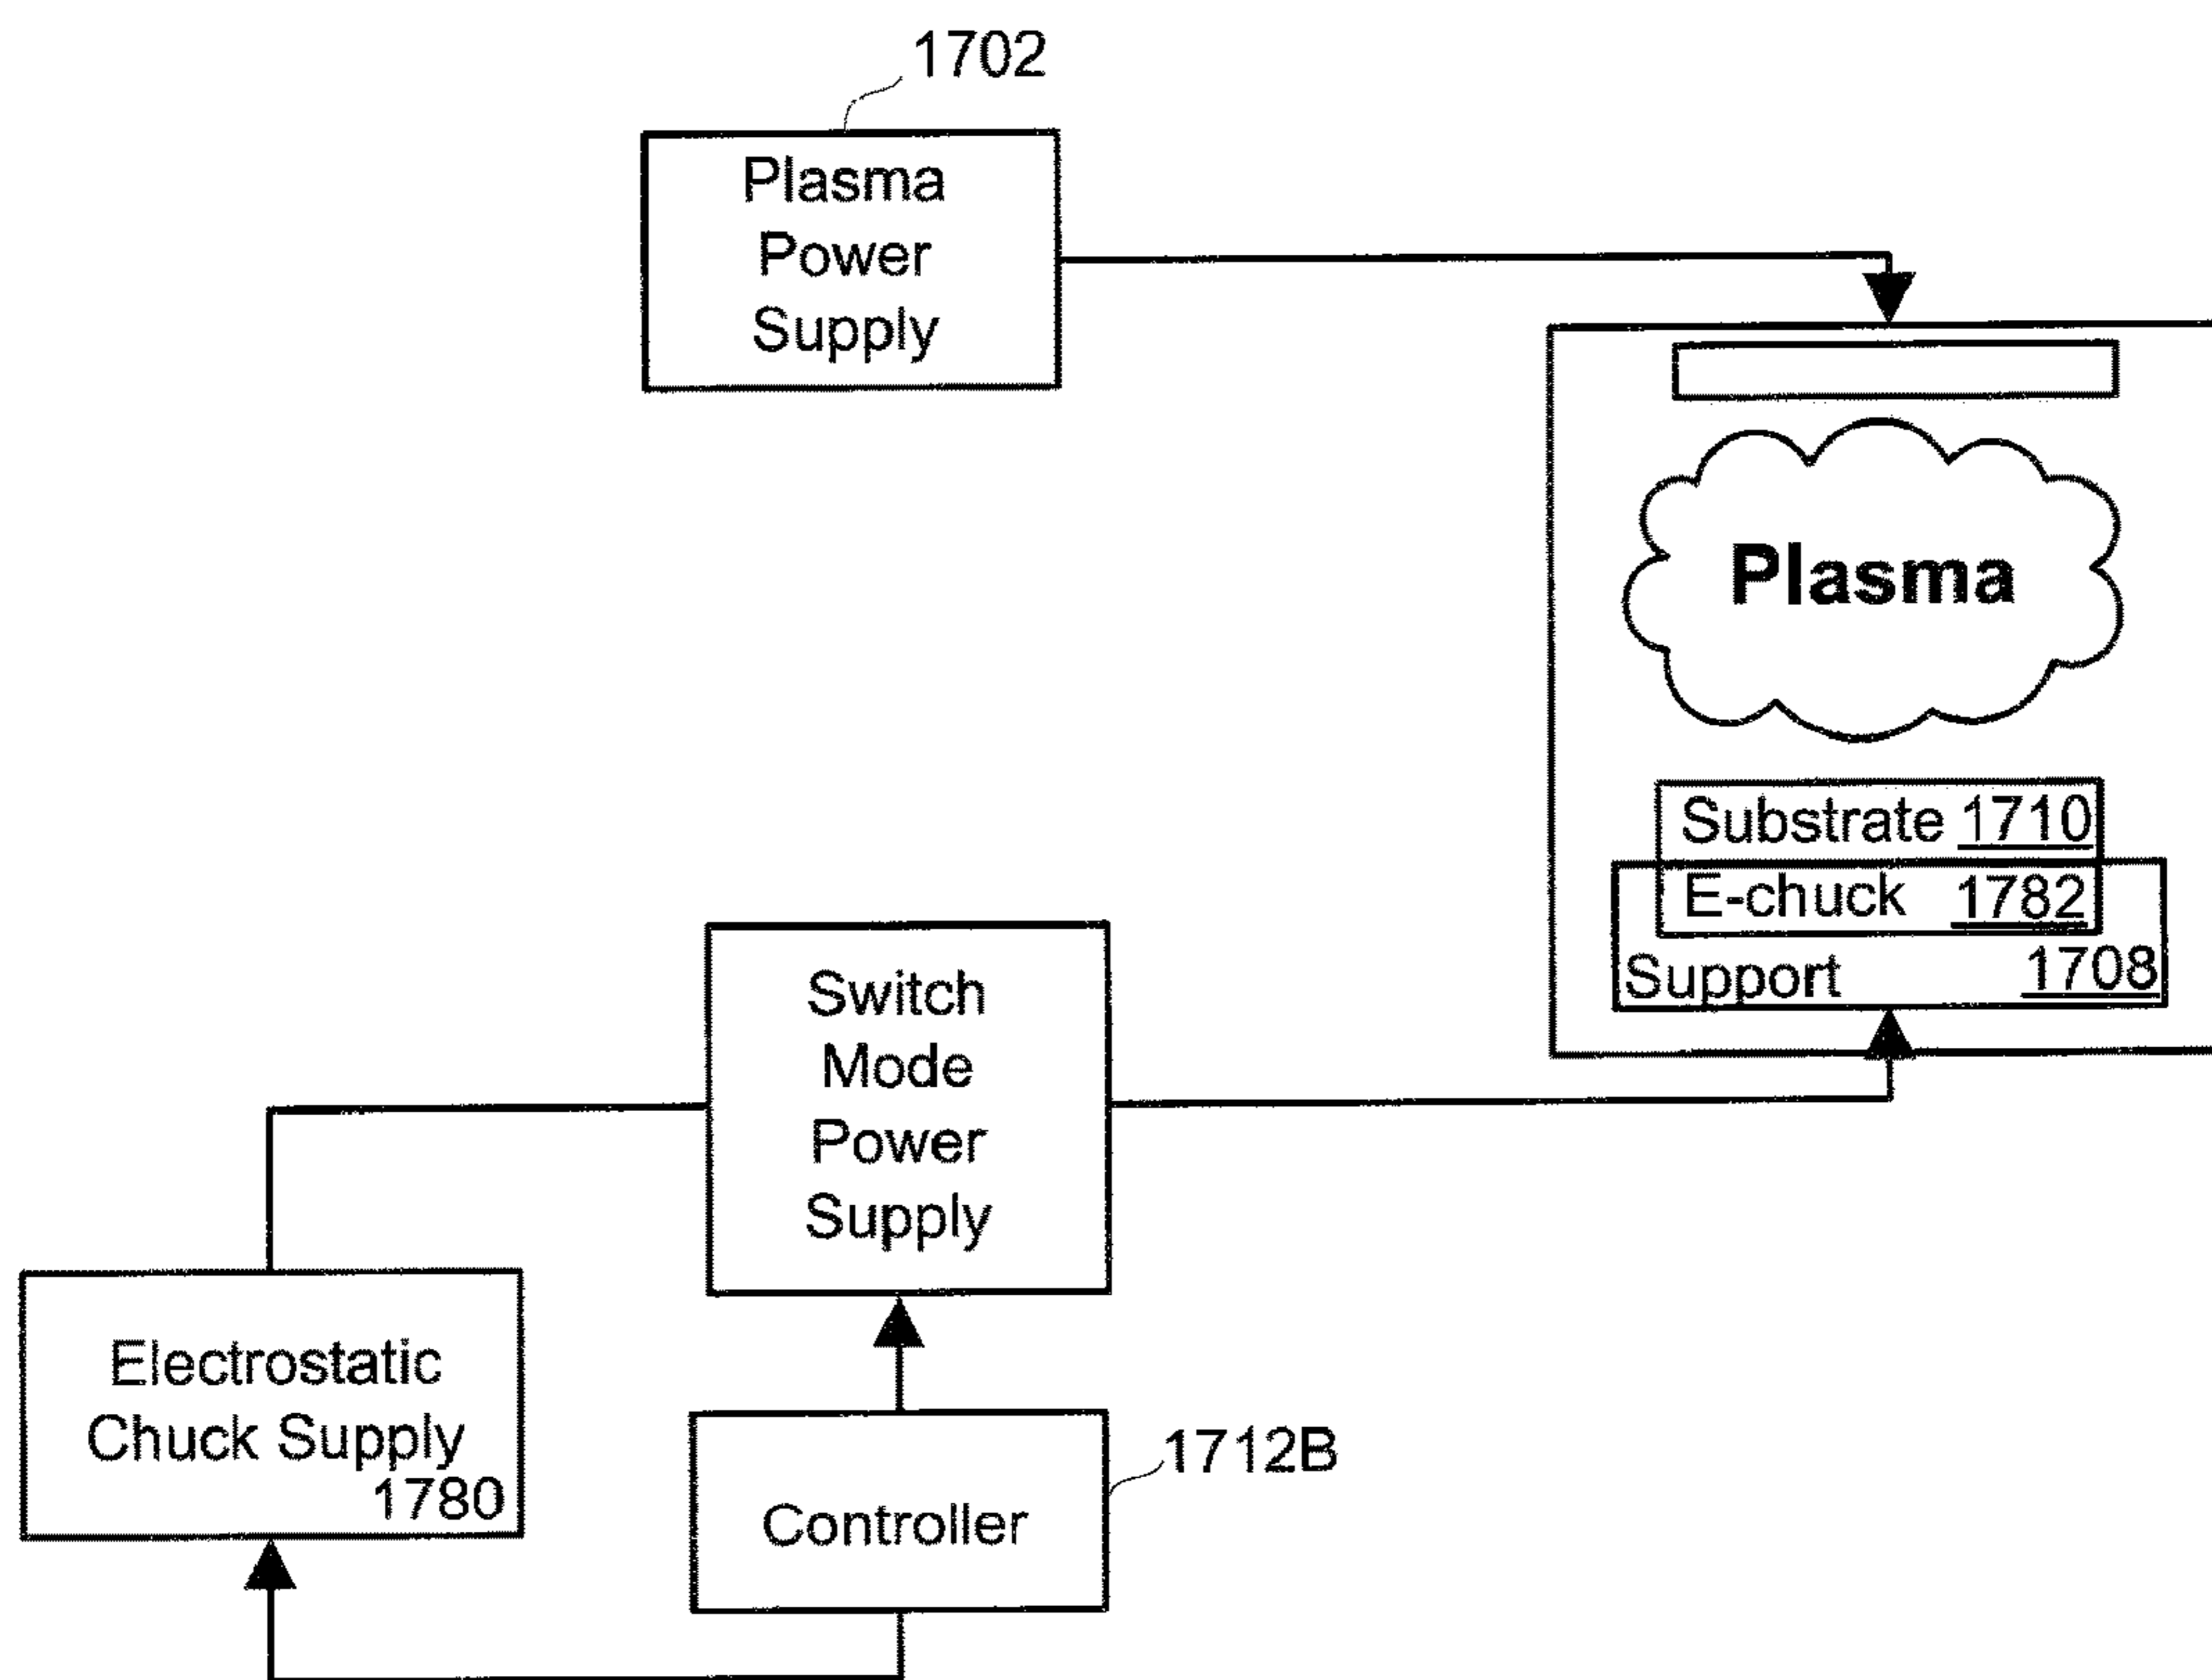 1702
Plasma
Power
Supply
Plasma
Substrate 1710
E-chuck 1782
Support 1708
Switch
Mode
Power
Supply
Electrostatic
Chuck Supply
1780
Controller
1712B